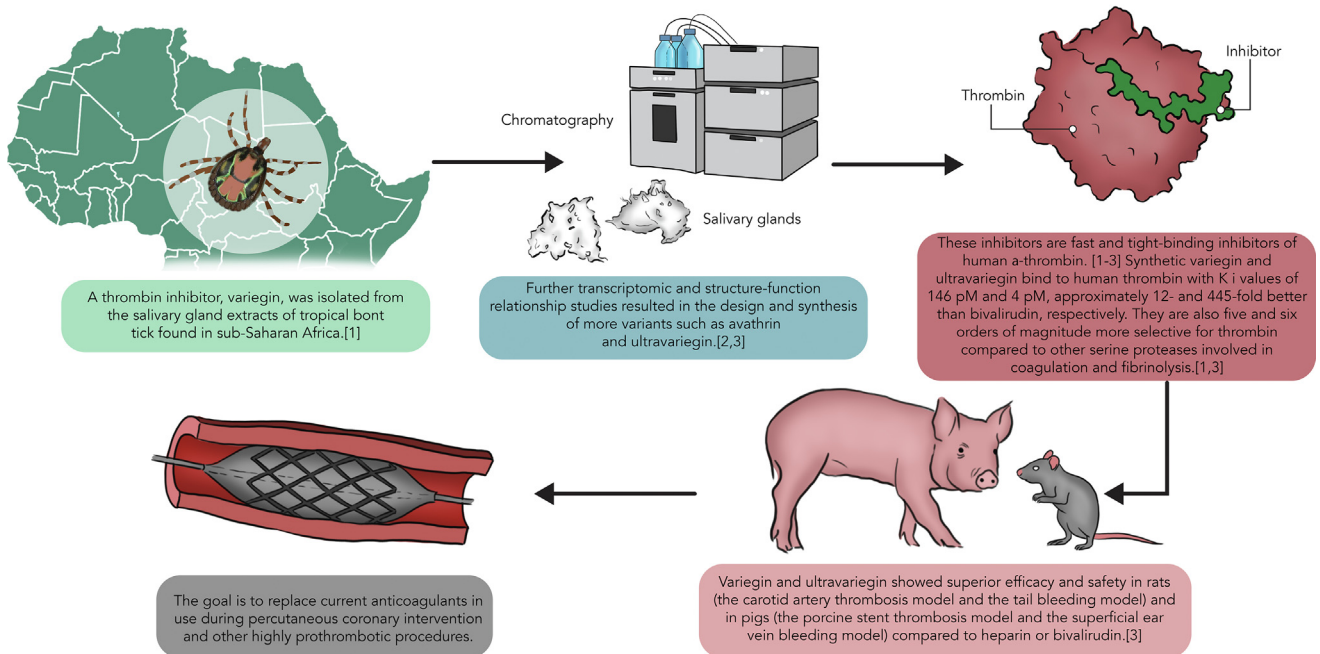 A thrombin inhibitor, variegin, was isolated from
the salivary gland extracts of tropical bont
tick found in sub-Saharan Africa.[1]
Chromatography
Salivary glands
Further transcriptomic and structure-function
relationship studies resulted in the design and synthesis
of more variants such as avathrin
and ultravariegin.[2,3]
Inhibitor
Thrombin
These inhibitors are fast and tight-binding inhibitors of
human a-thrombin. [1-3] Synthetic variegin and
ultravariegin bind to human thrombin with K i values of
146 pM and 4 pM, approximately 12- and 445-fold better
than bivalirudin, respectively. They are also five and six
orders of magnitude more selective for thrombin
compared to other serine proteases involved in
coagulation and fibrinolysis.[1,3]
Variegin and ultravariegin showed superior efficacy and safety in rats
(the carotid artery thrombosis model and the tail bleeding model) and
in pigs (the porcine stent thrombosis model and the superficial ear
vein bleeding model) compared to heparin or bivalirudin.[3]
The goal is to replace current anticoagulants in
use during percutaneous coronary intervention
and other highly prothrombotic procedures.